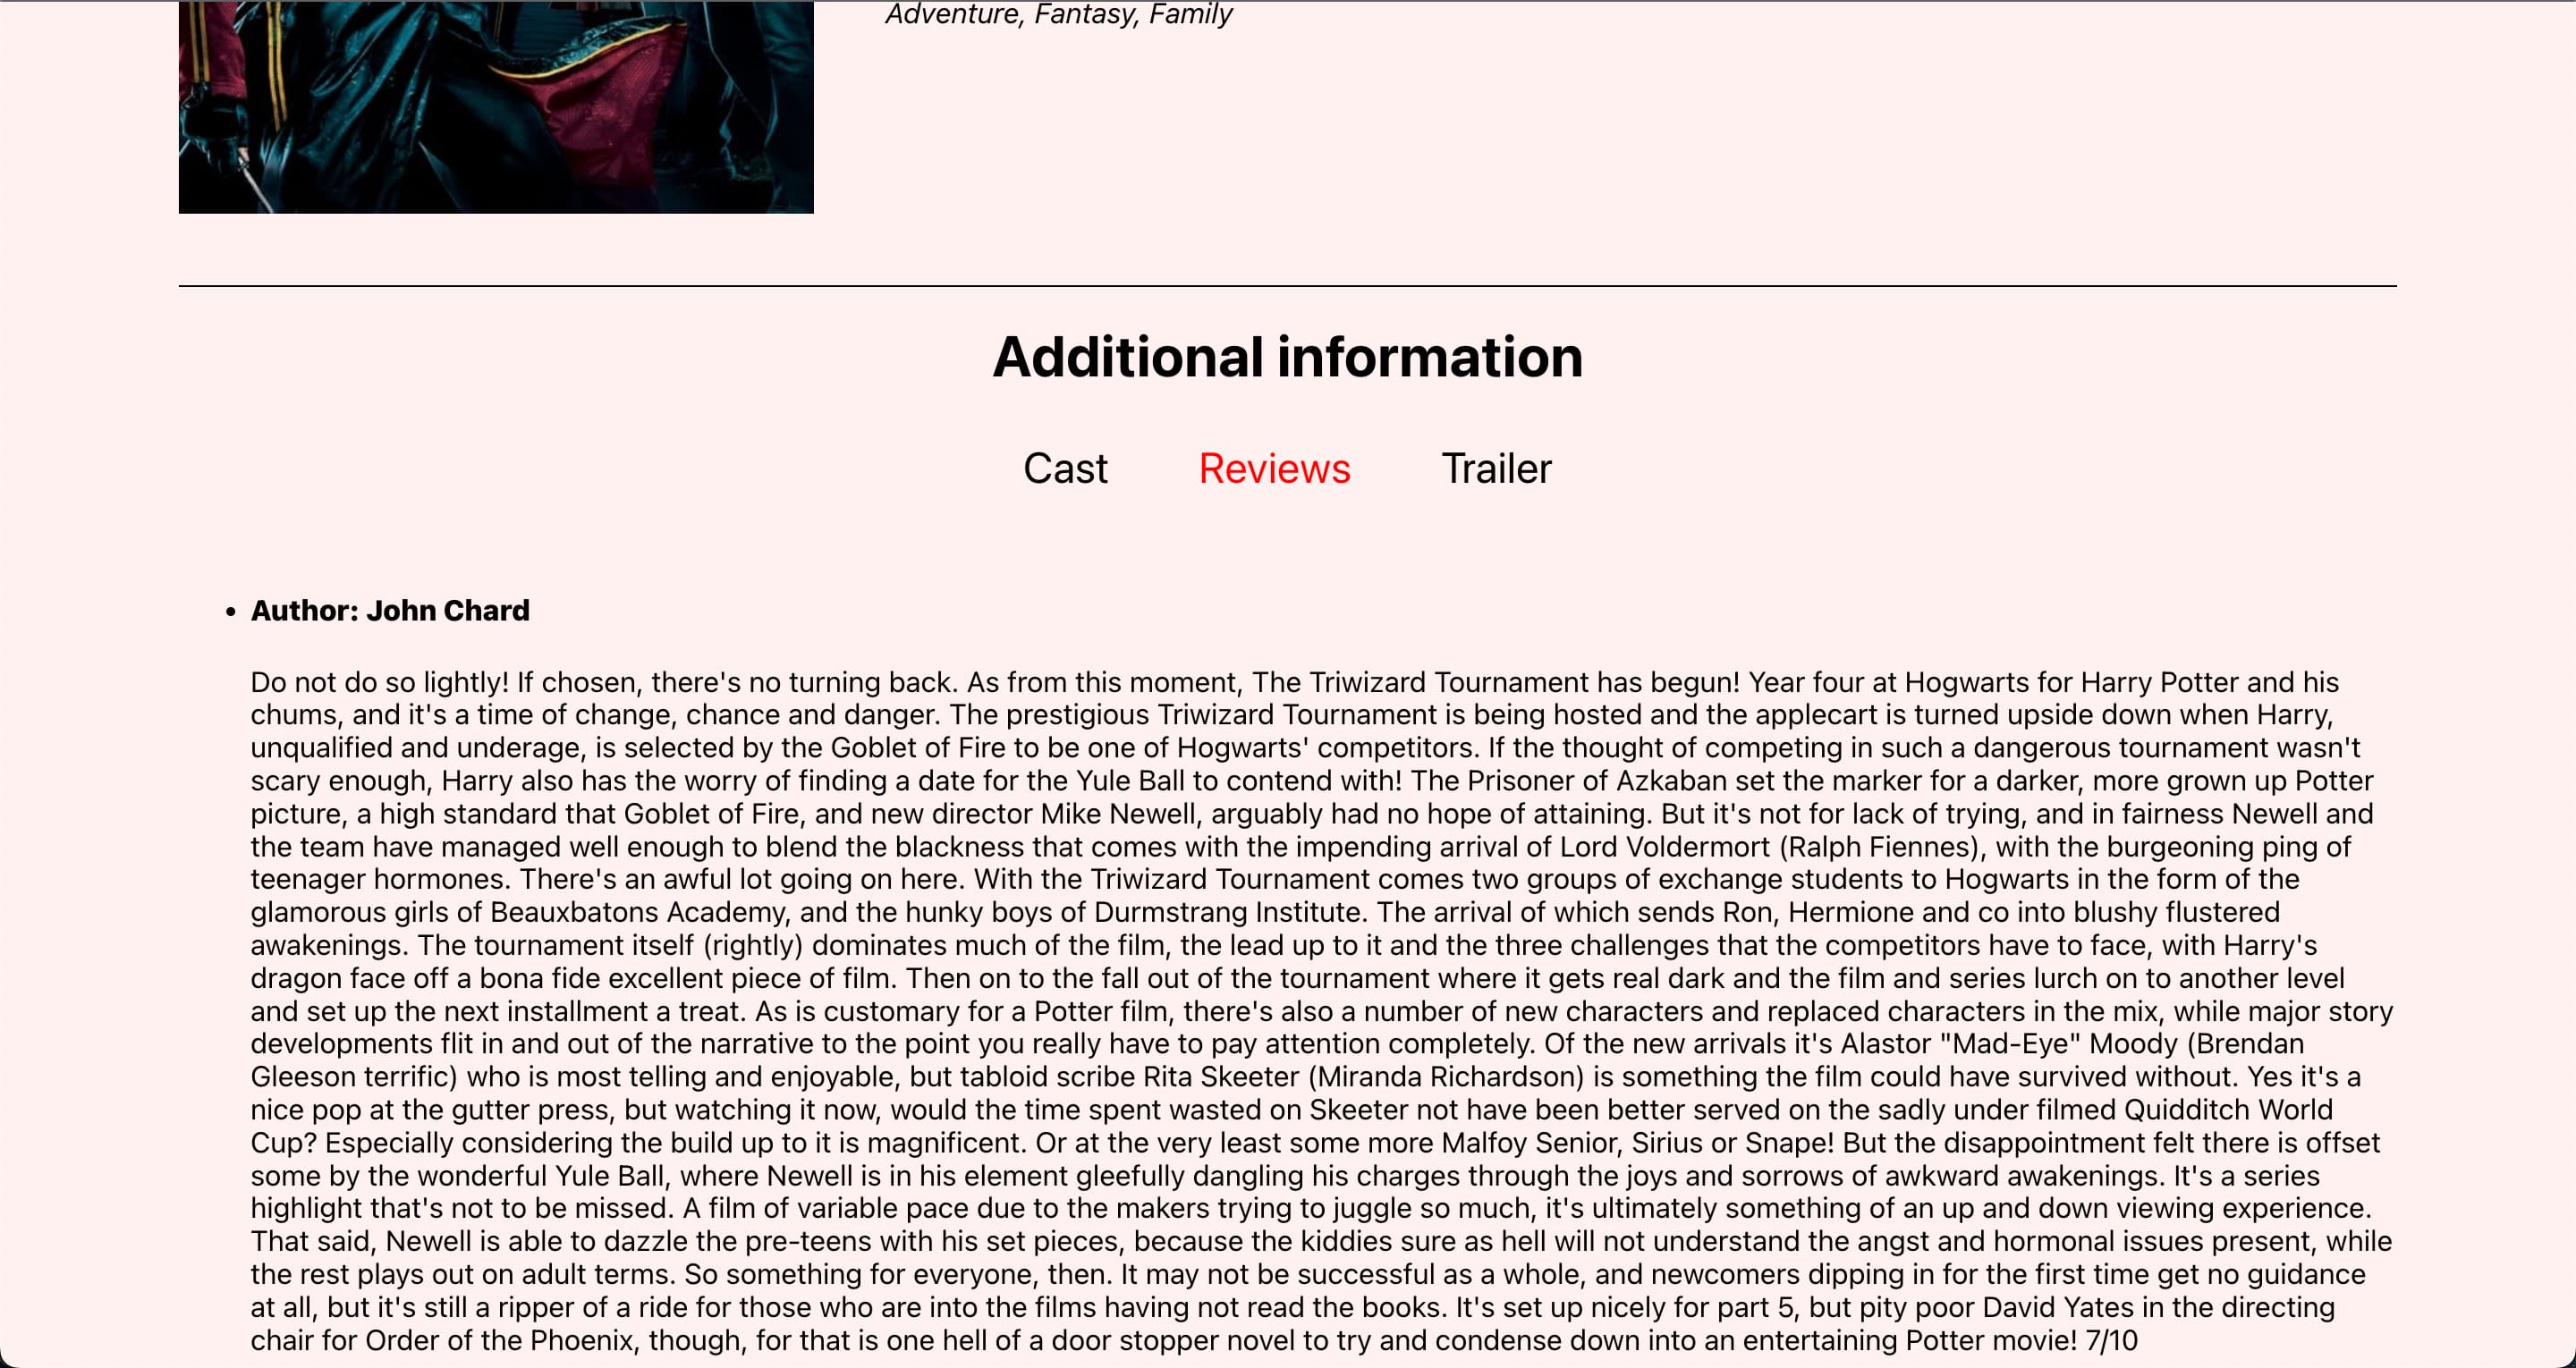 Adventure, Fantasy, Family
Additional information
Cast Reviews Trailer
• Author: John Chard
Do not do so lightly! If chosen, there's no turning back. As from this moment, The Triwizard Tournament has begun! Year four at Hogwarts for Harry Potter and his
chums, and it's a time of change, chance and danger. The prestigious Triwizard Tournament is being hosted and the applecart is turned upside down when Harry,
unqualified and underage, is selected by the Goblet of Fire to be one of Hogwarts' competitors. If the thought of competing in such a dangerous tournament wasn't
scary enough, Harry also has the worry of finding a date for the Yule Ball to contend with! The Prisoner of Azkaban set the marker for a darker, more grown up Potter
picture, a high standard that Goblet of Fire, and new director Mike Newell, arguably had no hope of attaining. But it's not for lack of trying, and in fairness Newell and
the team have managed well enough to blend the blackness that comes with the impending arrival of Lord Voldermort (Ralph Fiennes), with the burgeoning ping of
teenager hormones. There's an awful lot going on here. With the Triwizard Tournament comes two groups of exchange students to Hogwarts in the form of the
glamorous girls of Beauxbatons Academy, and the hunky boys of Durmstrang Institute. The arrival of which sends Ron, Hermione and co into blushy flustered
awakenings. The tournament itself (rightly) dominates much of the film, the lead up to it and the three challenges that the competitors have to face, with Harry's
dragon face off a bona fide excellent piece of film. Then on to the fall out of the tournament where it gets real dark and the film and series lurch on to another level
and set up the next installment a treat. As is customary for a Potter film, there's also a number of new characters and replaced characters in the mix, while major story
developments flit in and out of the narrative to the point you really have to pay attention completely. Of the new arrivals it's Alastor "Mad-Eye" Moody (Brendan
Gleeson terrific) who is most telling and enjoyable, but tabloid scribe Rita Skeeter (Miranda Richardson) is something the film could have survived without. Yes it's a
nice pop at the gutter press, but watching it now, would the time spent wasted on Skeeter not have been better served on the sadly under filmed Quidditch World
Cup? Especially considering the build up to it is magnificent. Or at the very least some more Malfoy Senior, Sirius or Snape! But the disappointment felt there is offset
some by the wonderful Yule Ball, where Newell is in his element gleefully dangling his charges through the joys and sorrows of awkward awakenings. It's a series
highlight that's not to be missed. A film of variable pace due to the makers trying to juggle so much, it's ultimately something of an up and down viewing experience.
That said, Newell is able to dazzle the pre-teens with his set pieces, because the kiddies sure as hell will not understand the angst and hormonal issues present, while
the rest plays out on adult terms. So something for everyone, then. It may not be successful as a whole, and newcomers dipping in for the first time get no guidance
at all, but it's still a ripper of a ride for those who are into the films having not read the books. It's set up nicely for part 5, but pity poor David Yates in the directing
chair for Order of the Phoenix, though, for that is one hell of a door stopper novel to try and condense down into an entertaining Potter movie! 7/10